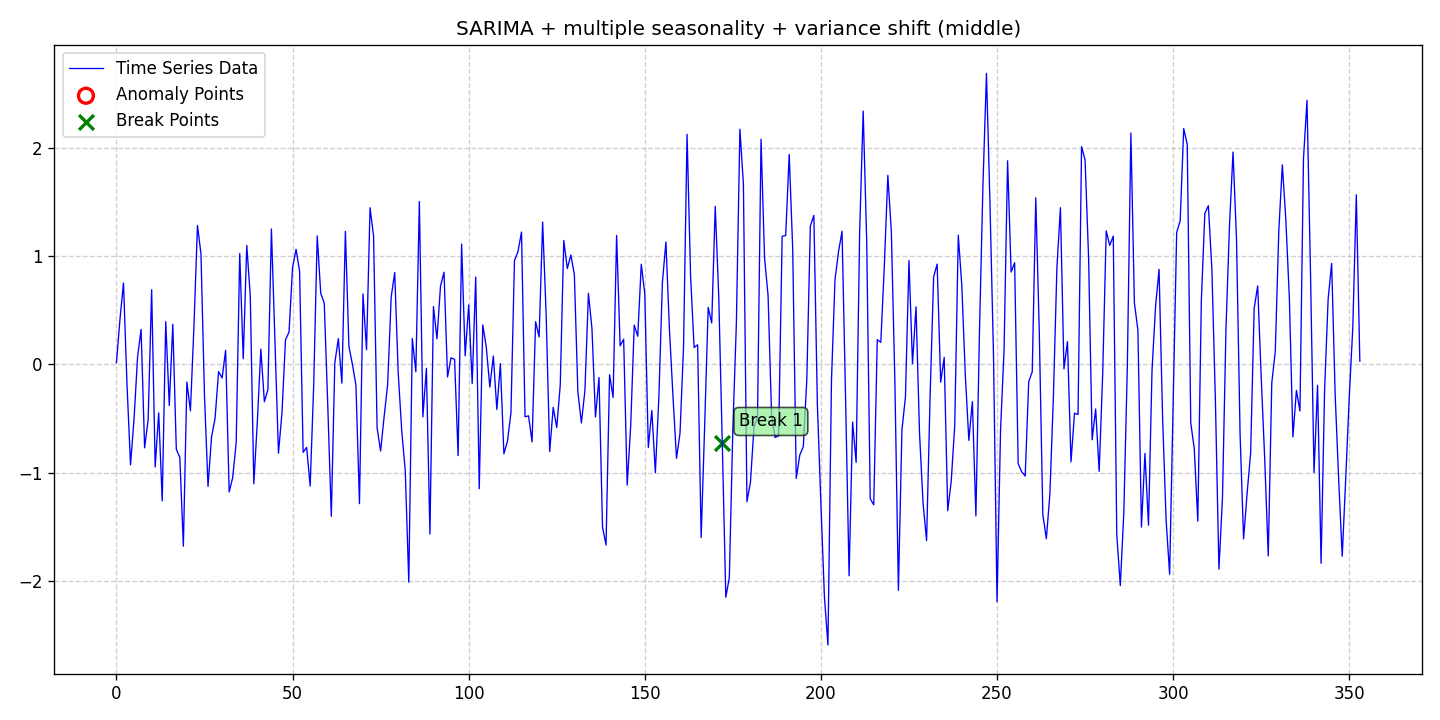 SARIMA + multiple seasonality + variance shift (middle)
Time Series Data
Anomaly Points
Break Points
2
1
0
−1
−2
Break 1
0
50
100
150
200
250
300
350